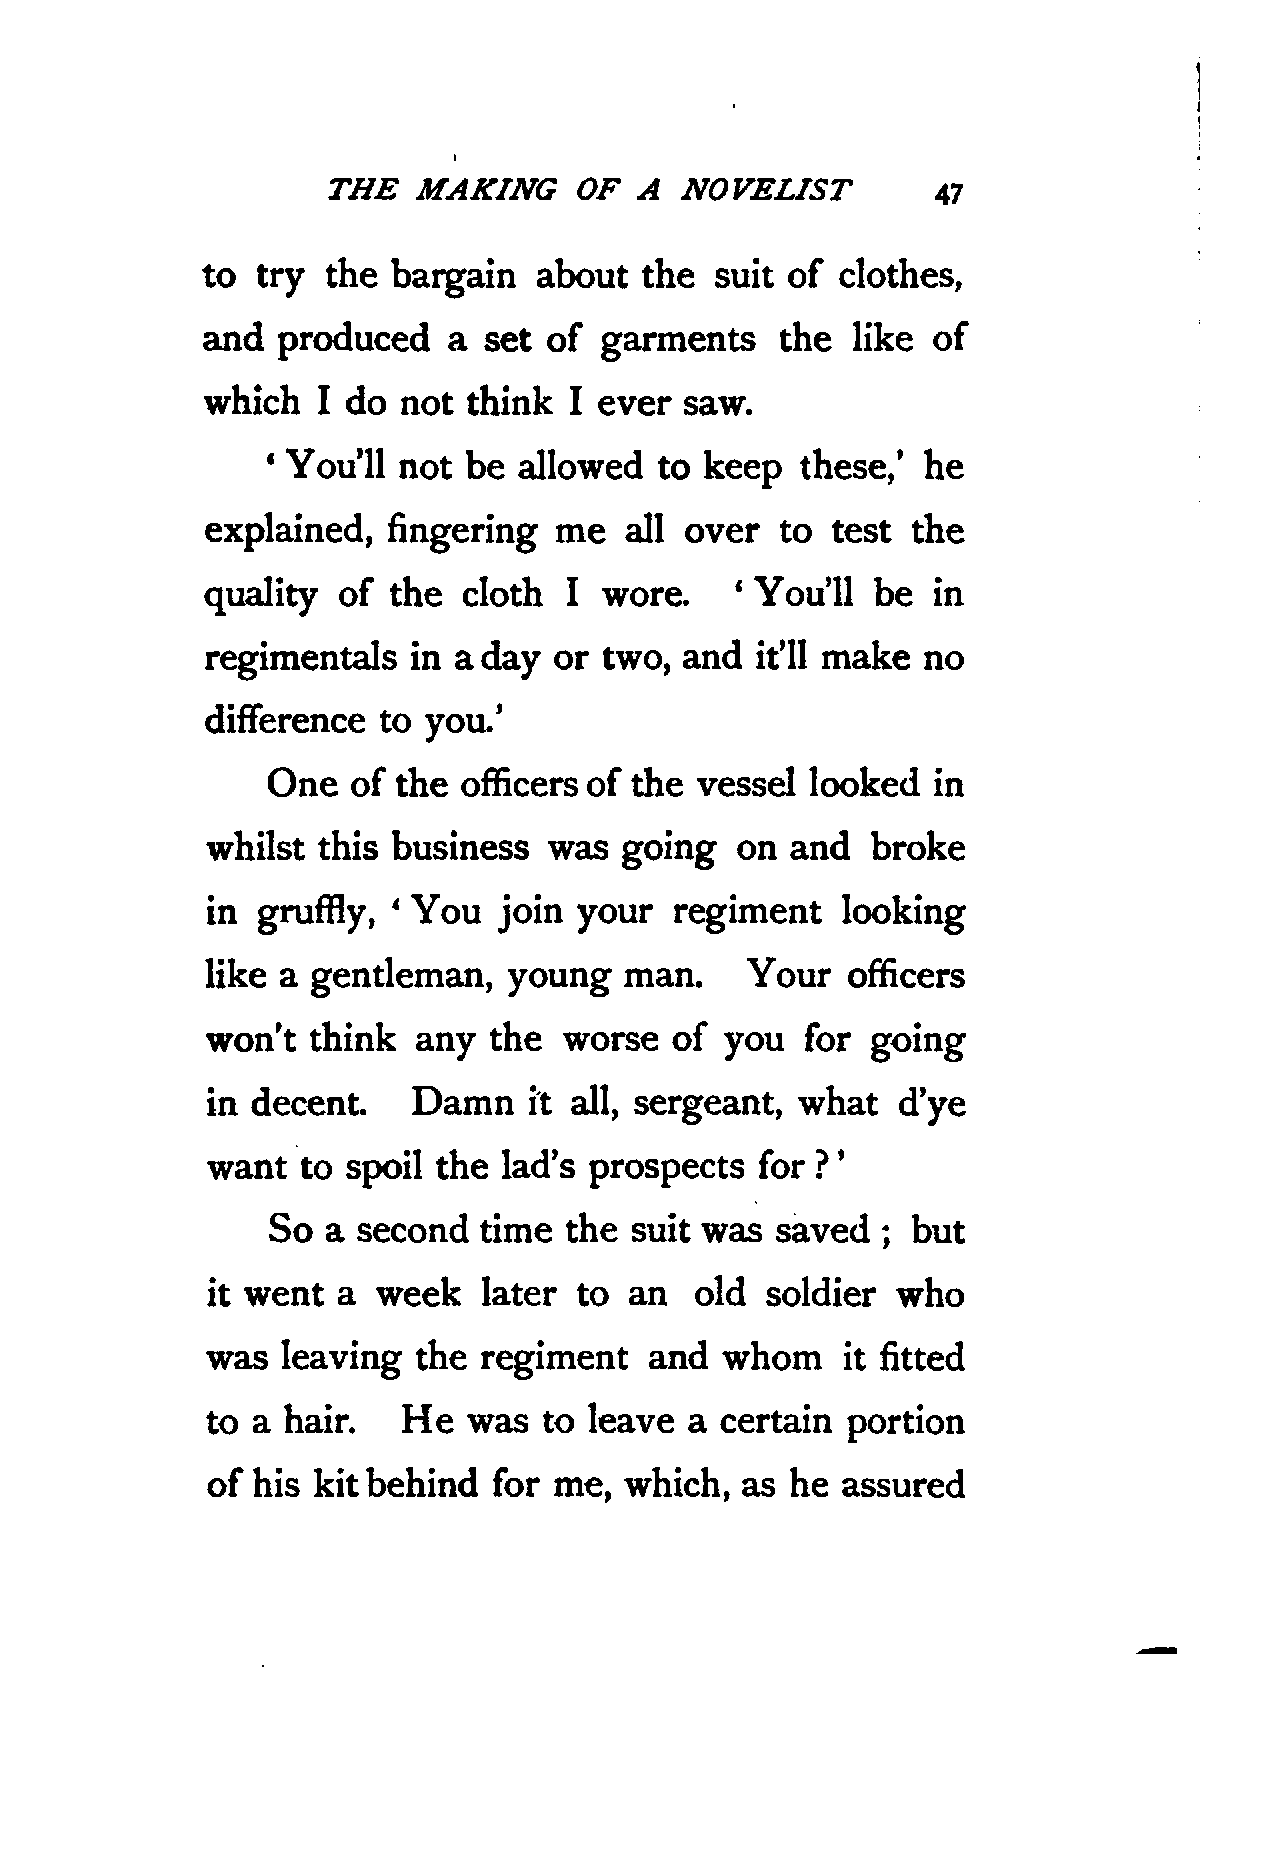 THE MAKING OF A NOVELIST 47
to try the bargain about the suit of clothes,
and produced a set of garments the like of
which I do not think I ever saw.
‘ You’ll not be allowed to keep these,’ he
explained, fingering me all over to test the
quality of the cloth I wore. ‘ You’ll be in
regimentals in a day or two, and it’ll make no
difference to you.’
One of the officers of the vessel looked in
whilst this business was going on and broke
in gruffly, ‘ You join your regiment looking
like a gentleman, young man. Your officers
won’t think any the worse of you for going
in decent. Damn it all, sergeant, what d’ye
want to spoil the lad’s prospects for ? ’
So a second time the suit was saved ; but
it went a week later to an old soldier who
was leaving the regiment and whom it fitted
to a hair. He was to leave a certain portion
of his kit behind for me, which, as he assured